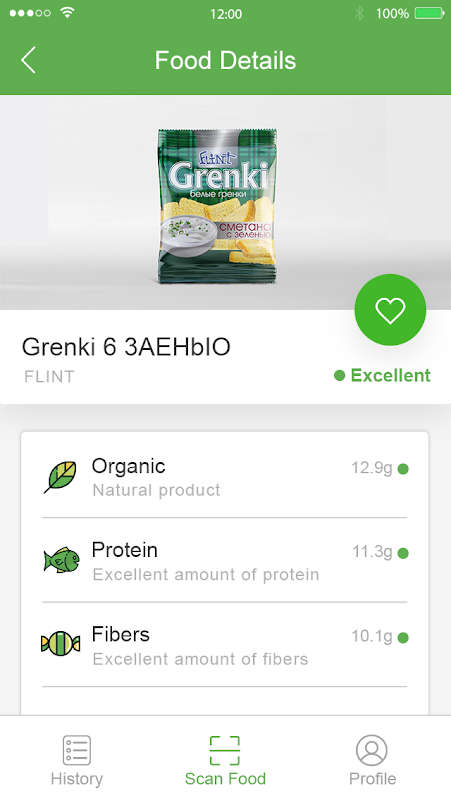 12:00
100%
Food Details
FLINT
Grenki
белые гренки
сметана
с зеленью
Grenki 6 3AEHbIO
FLINT
Excellent
Organic
12.9g
Natural product
Protein
11.3g
Excellent amount of protein
Fibers
10.1g
Excellent amount of fibers
History
Scan Food
Profile